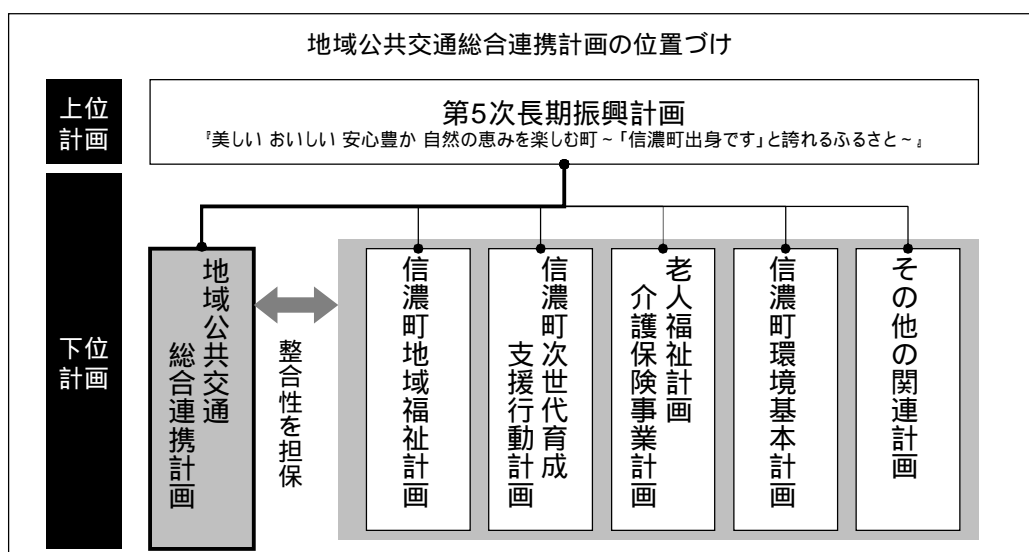 地域公共交通総合連携計画の位置づけ
上位
計画
第5次長期振興計画
『美しい おいしい 安心豊か 自然の恵みを楽しむ町~「信濃町出身です」と誇れるふるさと~』
下位
計画
地域公共交通
総合連携計画
整合性を担保
信濃町地域福祉計画
信濃町次世代育成
支援行動計画
老人福祉計画
介護保険事業計画
信濃町環境基本計画
その他の関連計画